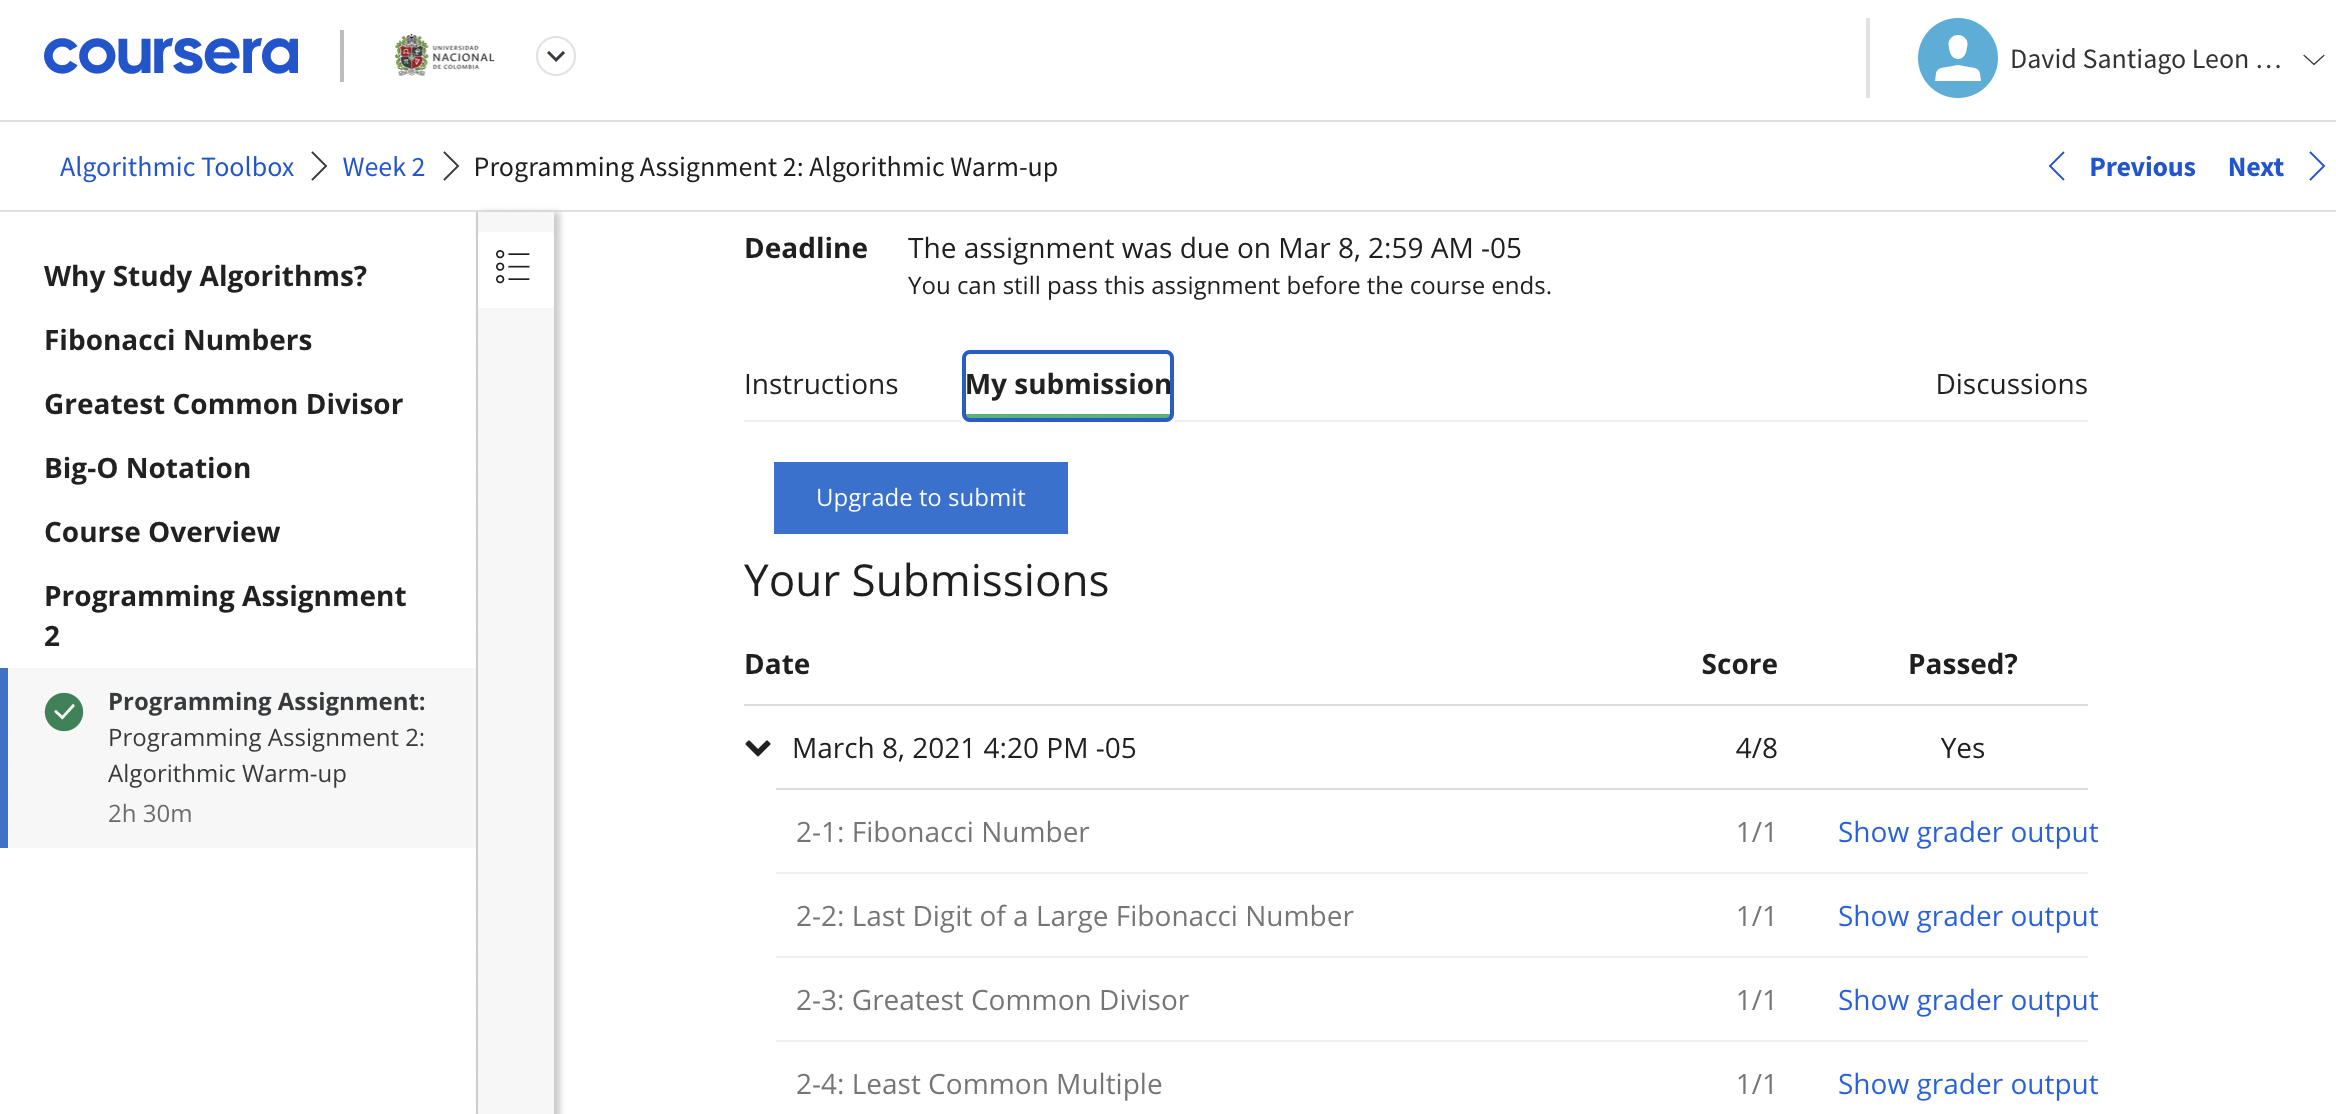 coursera
UNIVERSIDAD
NACIONAL
DE COLOMBIA
David Santiago Leon ...
Algorithmic Toolbox
Week 2
Programming Assignment 2: Algorithmic Warm-up
Previous
Next
Why Study Algorithms?
Fibonacci Numbers
Greatest Common Divisor
Big-O Notation
Course Overview
Programming Assignment
2
Programming Assignment:
Programming Assignment 2:
Algorithmic Warm-up
2h 30m
Deadline
The assignment was due on Mar 8, 2:59 AM -05
You can still pass this assignment before the course ends.
Instructions
My submission
Discussions
Upgrade to submit
Your Submissions
Date Score Passed?
March 8, 2021 4:20 PM -05 4/8 Yes
2-1: Fibonacci Number 1/1 Show grader output
2-2: Last Digit of a Large Fibonacci Number 1/1 Show grader output
2-3: Greatest Common Divisor 1/1 Show grader output
2-4: Least Common Multiple 1/1 Show grader output